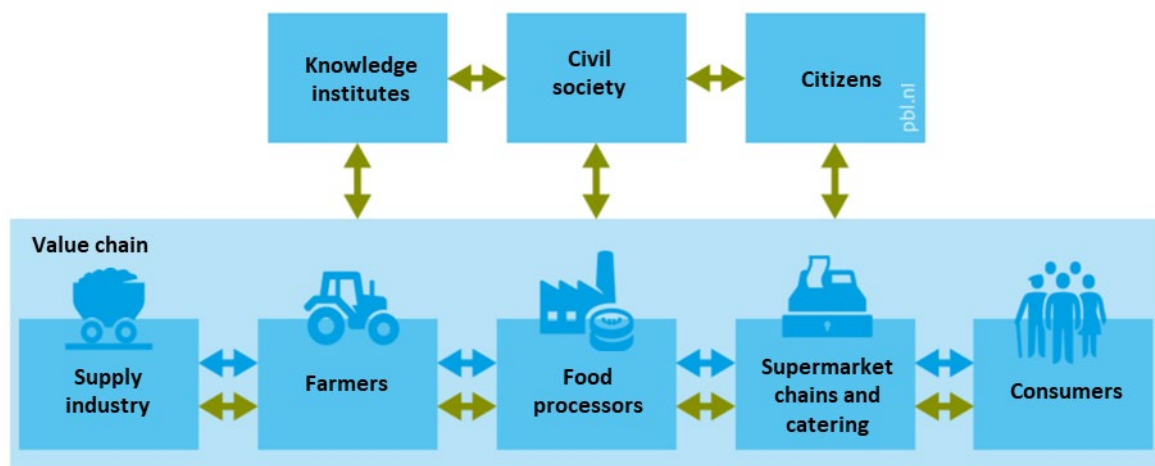 Knowledge
institutes
Civil
society
Citizens
pbl.nl
Value chain
Supply
industry
Farmers
Food
processors
Supermarket
chains and
catering
Consumers